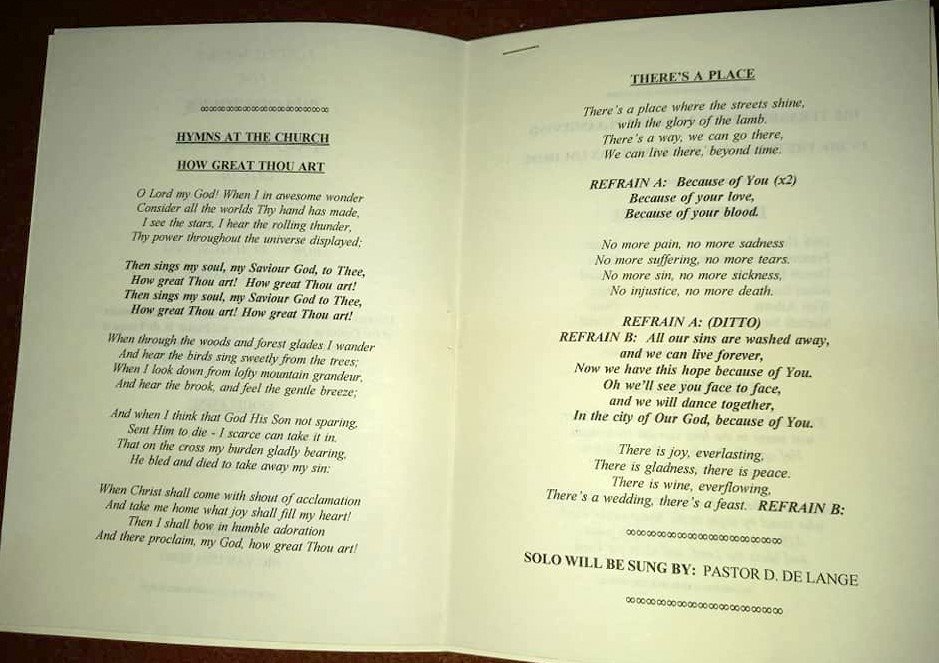 ∞∞∞∞∞∞∞∞∞∞∞∞∞∞∞
HYMNS AT THE CHURCH
HOW GREAT THOU ART
O Lord my God! When I in awesome wonder
Consider all the worlds Thy hand has made,
I see the stars, I hear the rolling thunder,
Thy power throughout the universe displayed;
Then sings my soul, my Saviour God, to Thee,
How great Thou art! How great Thou art!
Then sings my soul, my Saviour God to Thee,
How great Thou art! How great Thou art!
When through the woods and forest glades I wander
And hear the birds sing sweetly from the trees;
When I look down from lofty mountain grandeur,
And hear the brook, and feel the gentle breeze;
And when I think that God His Son not sparing,
Sent Him to die - I scarce can take it in.
That on the cross my burden gladly bearing,
He bled and died to take away my sin:
When Christ shall come with shout of acclamation
And take me home what joy shall fill my heart!
Then I shall bow in humble adoration
And there proclaim, my God, how great Thou art!
THERE'S A PLACE
There's a place where the streets shine,
with the glory of the lamb.
There's a way, we can go there,
We can live there, beyond time.
REFRAIN A: Because of You (x2)
Because of your love,
Because of your blood.
No more pain, no more sadness
No more suffering, no more tears.
No more sin, no more sickness,
No injustice, no more death.
REFRAIN A: (DITTO)
REFRAIN B: All our sins are washed away,
and we can live forever,
Now we have this hope because of You.
Oh we'll see you face to face,
and we will dance together,
In the city of Our God, because of You.
There is joy, everlasting,
There is gladness, there is peace.
There is wine, everflowing,
There's a wedding, there's a feast. REFRAIN B:
∞∞∞∞∞∞∞∞∞∞∞∞∞∞∞
SOLO WILL BE SUNG BY: PASTOR D. DE LANGE
∞∞∞∞∞∞∞∞∞∞∞∞∞∞∞